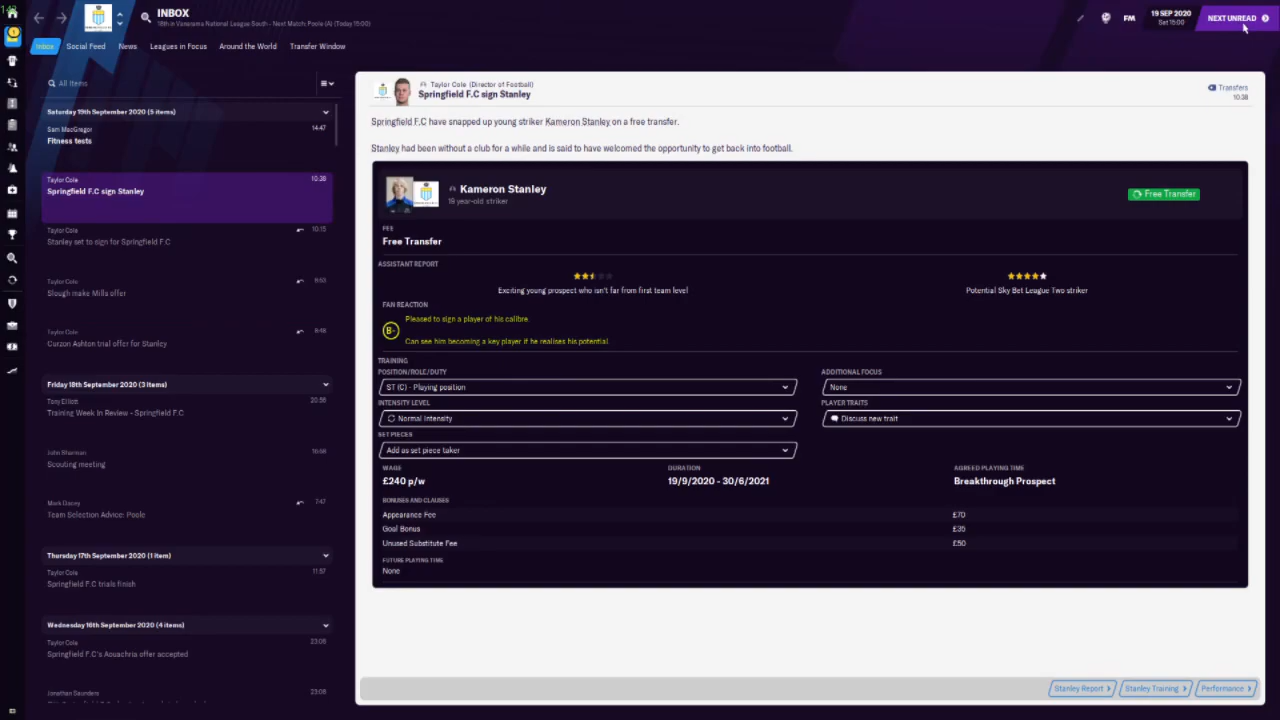 INBOX
18th in Vanarama National League South - Next Match: Poole (A) (Today 15:00)
FM
19 SEP 2020
Sat 15:00
NEXT UNREAD
Inbox
Social Feed
News
Leagues in Focus
Around the World
Transfer Window
All Items
Saturday 19th September 2020 (5 items)
Sam MacGregor
14:47
Fitness tests
Taylor Cole
10:38
Springfield F.C sign Stanley
Taylor Cole
10:15
Stanley set to sign for Springfield F.C
Taylor Cole
Slough make Mills offer
Taylor Cole
Curzon Ashton trial offer for Stanley
Friday 18th September 2020 (3 items)
Tony Elliott
Training Week In Review - Springfield F.C
John Sharman
Scouting meeting
Mark Dacey
7:47
Team Selection Advice: Poole
Thursday 17th September 2020 (1 item)
Taylor Cole
11:57
Springfield F.C trials finish
Wednesday 16th September 2020 (4 items)
Taylor Cole
23:08
Springfield F.C's Aouachria offer accepted
Jonathan Saunders
23:08
Taylor Cole (Director of Football)
Springfield F.C sign Stanley
Transfers
10:38
Springfield F.C have snapped up young striker Kameron Stanley on a free transfer.
Stanley had been without a club for a while and is said to have welcomed the opportunity to get back into football.
Kameron Stanley
year-old striker
Free Transfer
FEE
Free Transfer
ASSISTANT REPORT
Exciting young prospect who isn't far from first team level
Potential Sky Bet League Two striker
FAN REACTION
B-
Pleased to sign a player of his calibre.
Can see him becoming a key player if he realises his potential.
TRAINING
POSITION/ROLE/DUTY
ADDITIONAL FOCUS
ST (C) - Playing position
None
INTENSITY LEVEL
PLAYER TRAITS
Normal Intensity
Discuss new trait
SET PIECES
Add as set piece taker
WAGE
DURATION
AGREED PLAYING TIME
£240 p/w
19/9/2020 - 30/6/2021
Breakthrough Prospect
BONUSES AND CLAUSES
Appearance Fee
£70
Goal Bonus
£35
Unused Substitute Fee
£50
FUTURE PLAYING TIME
None
Stanley Report
Stanley Training
Performance